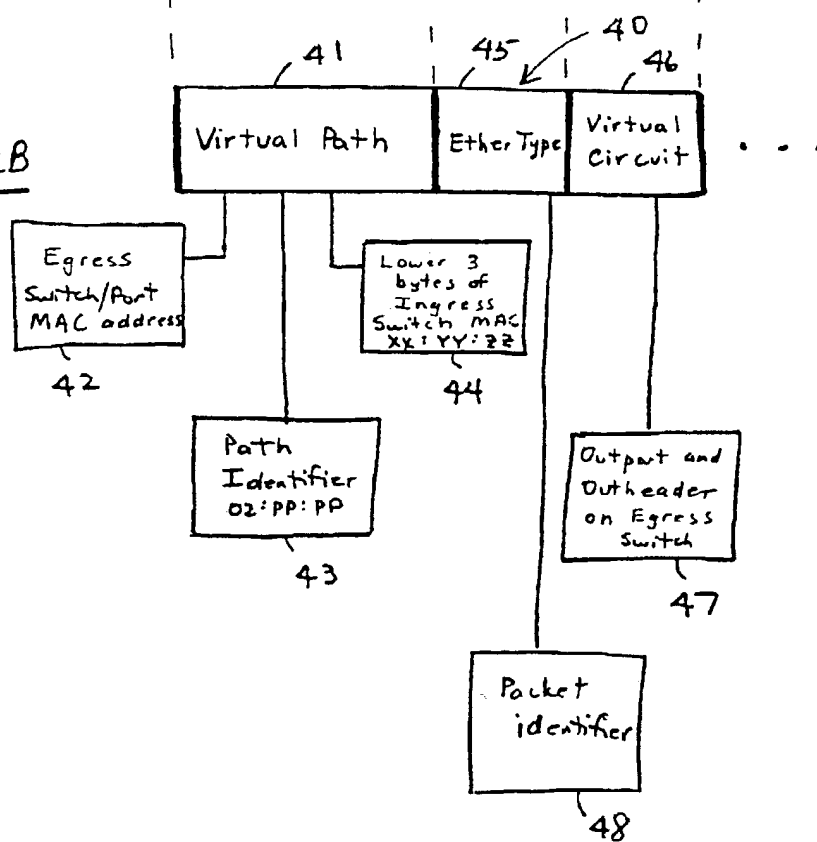 41
45
40
46
Virtual Path
EtherType
Virtual
Circuit
. . .
B
Egress
Switch/Port
MAC address
42
Lower 3
bytes of
Ingress
Switch MAC
XX:YY:ZZ
44
Path
Identifier
02:PP:PP
43
Outport and
Outheader
on Egress
Switch
47
Packet
identifier
48